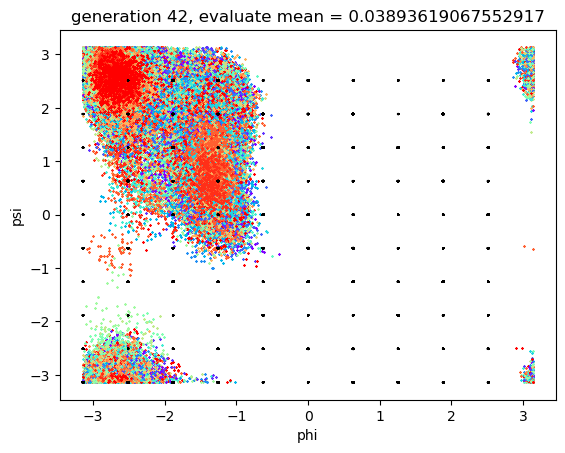 generation 42, evaluate mean = 0.03893619067552917
3
2
1
0
−1
−2
−3
psi
−3 −2 −1 0 1 2 3
phi